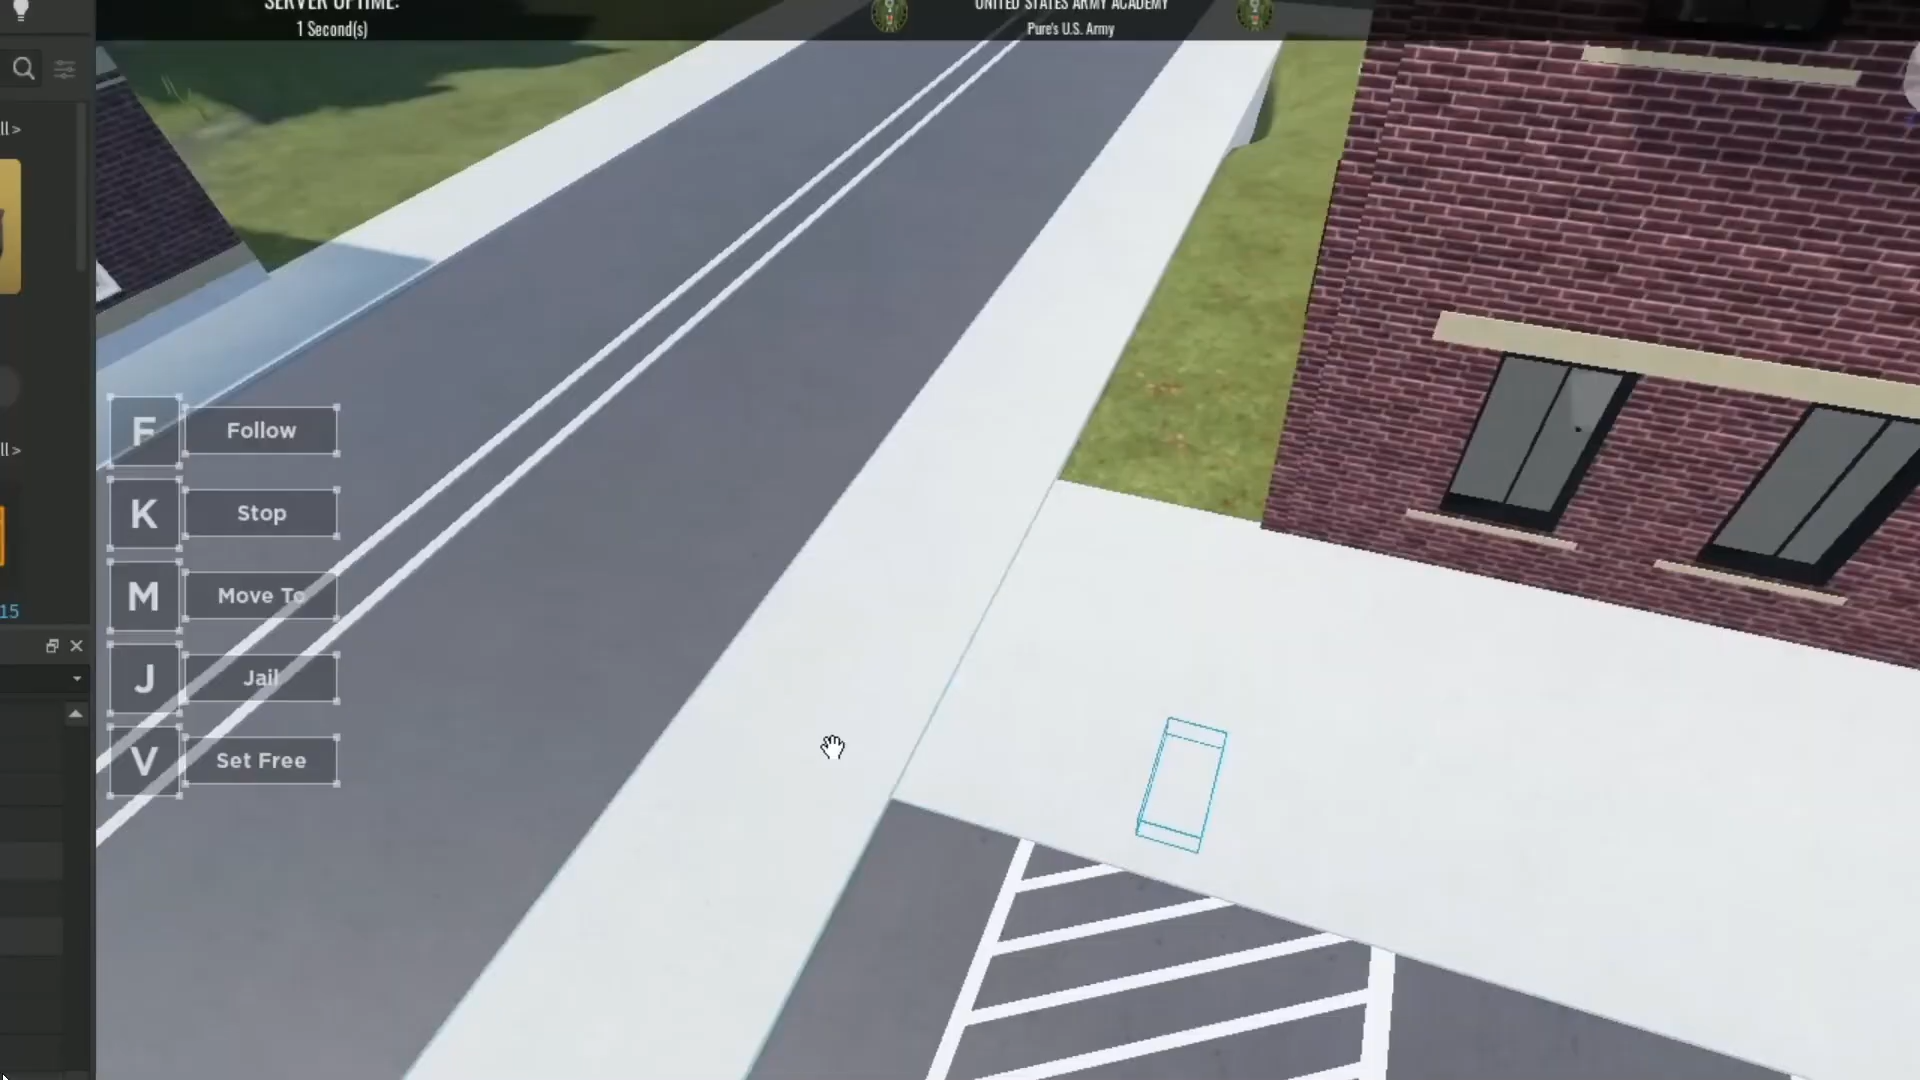 SERVER UPTIME:
1 Second(s)
UNITED STATES ARMY ACADEMY
Pure's U.S. Army
ll >
ll >
15
F Follow
K Stop
M Move To
J Jail
V Set Free